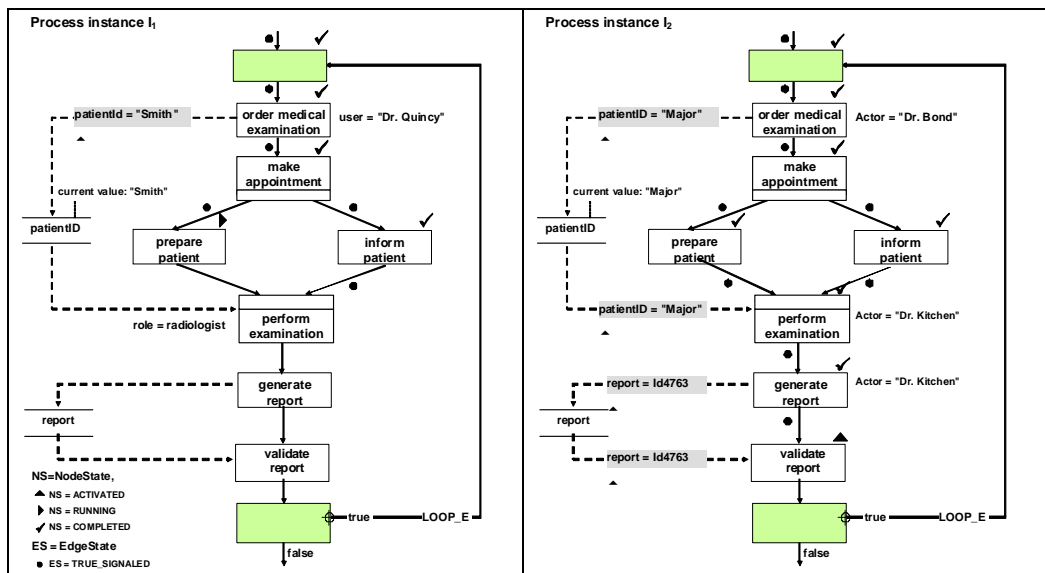 Process instance I1
patientId = "Smith"
order medical
examination
user = "Dr. Quincy"
make
appointment
current value: "Smith"
patientID
prepare
patient
inform
patient
role = radiologist
perform
examination
generate
report
report
validate
report
NS=NodeState,
NS = ACTIVATED
NS = RUNNING
NS = COMPLETED
ES = EdgeState
ES = TRUE_SIGNALED
true
LOOP_E
false
Process instance I2
patientID = "Major"
order medical
examination
Actor = "Dr. Bond"
make
appointment
current value: "Major"
patientID
prepare
patient
inform
patient
patientID = "Major"
perform
examination
Actor = "Dr. Kitchen"
report = Id4763
generate
report
Actor = "Dr. Kitchen"
report
report = Id4763
validate
report
true
LOOP_E
false